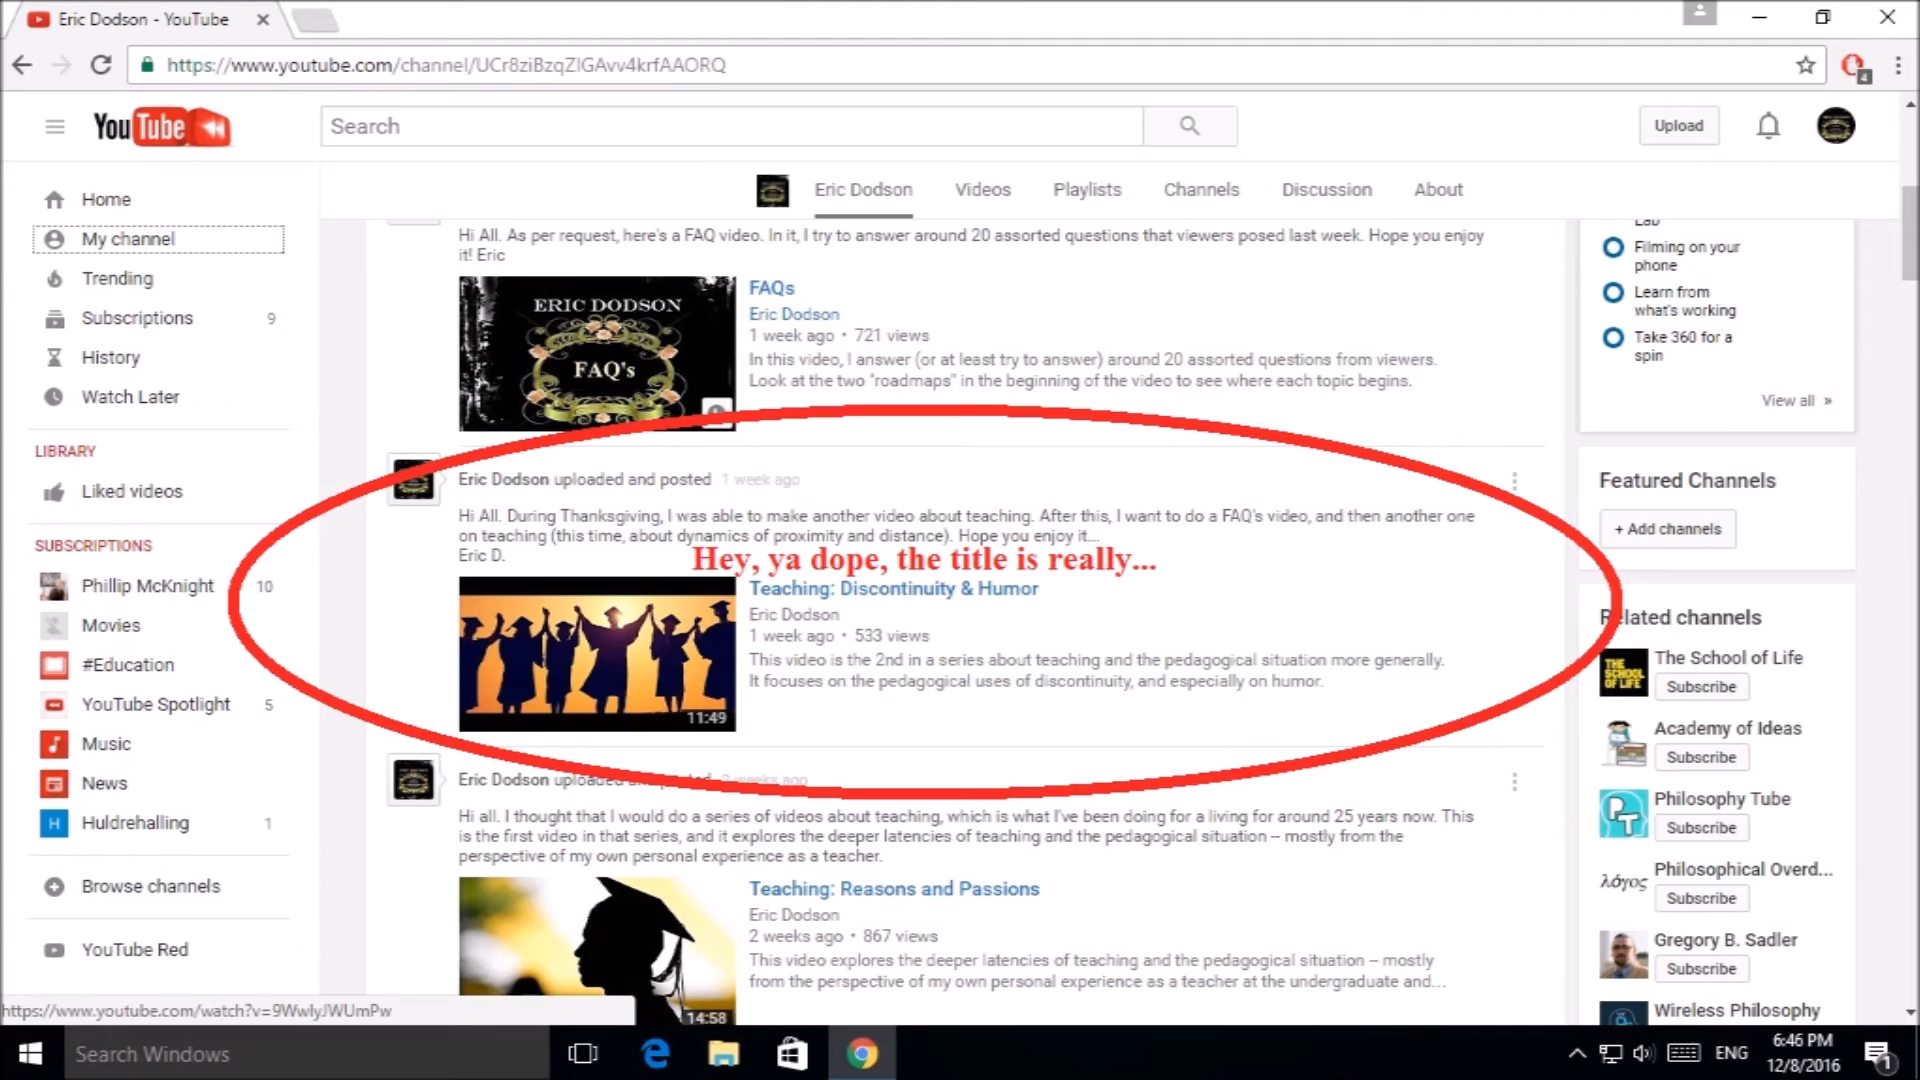 Eric Dodson - YouTube
https://www.youtube.com/channel/UCr8ziBzqZlGAvv4krfAAORQ
4
YouTube
Search
Upload
Home
My channel
Trending
Subscriptions 9
History
Watch Later
LIBRARY
Liked videos
SUBSCRIPTIONS
Phillip McKnight 10
Movies
#Education
YouTube Spotlight 5
Music
News
Huldrehalling 1
Browse channels
YouTube Red
https://www.youtube.com/watch?v=9WwlyJWUmPw
Eric Dodson Videos Playlists Channels Discussion About
Hi All. As per request, here's a FAQ video. In it, I try to answer around 20 assorted questions that viewers posed last week. Hope you enjoy
it! Eric
ERIC DODSON
FAQ's
FAQs
Eric Dodson
1 week ago • 721 views
In this video, I answer (or at least try to answer) around 20 assorted questions from viewers.
Look at the two "roadmaps" in the beginning of the video to see where each topic begins.
Eric Dodson uploaded and posted 1 week ago
Hi All. During Thanksgiving, I was able to make another video about teaching. After this, I want to do a FAQ's video, and then another one
on teaching (this time, about dynamics of proximity and distance). Hope you enjoy it...
Eric D.
Hey, ya dope, the title is really...
11:49
Teaching: Discontinuity & Humor
Eric Dodson
1 week ago • 533 views
This video is the 2nd in a series about teaching and the pedagogical situation more generally.
It focuses on the pedagogical uses of discontinuity, and especially on humor.
Eric Dodson uploaded and posted 2 weeks ago
Hi all. I thought that I would do a series of videos about teaching, which is what I've been doing for a living for around 25 years now. This
is the first video in that series, and it explores the deeper latencies of teaching and the pedagogical situation -- mostly from the
perspective of my own personal experience as a teacher.
14:58
Teaching: Reasons and Passions
Eric Dodson
2 weeks ago • 867 views
This video explores the deeper latencies of teaching and the pedagogical situation -- mostly
from the perspective of my own personal experience as a teacher at the undergraduate and...
Lab
Filming on your
phone
Learn from
what's working
Take 360 for a
spin
View all »
Featured Channels
+ Add channels
Related channels
THE SCHOOL OF LIFE
The School of Life
Subscribe
Academy of Ideas
Subscribe
PT
Philosophy Tube
Subscribe
λόγος
Philosophical Overd...
Subscribe
Gregory B. Sadler
Subscribe
Wireless Philosophy
Search Windows
ENG
6:46 PM
12/8/2016
1